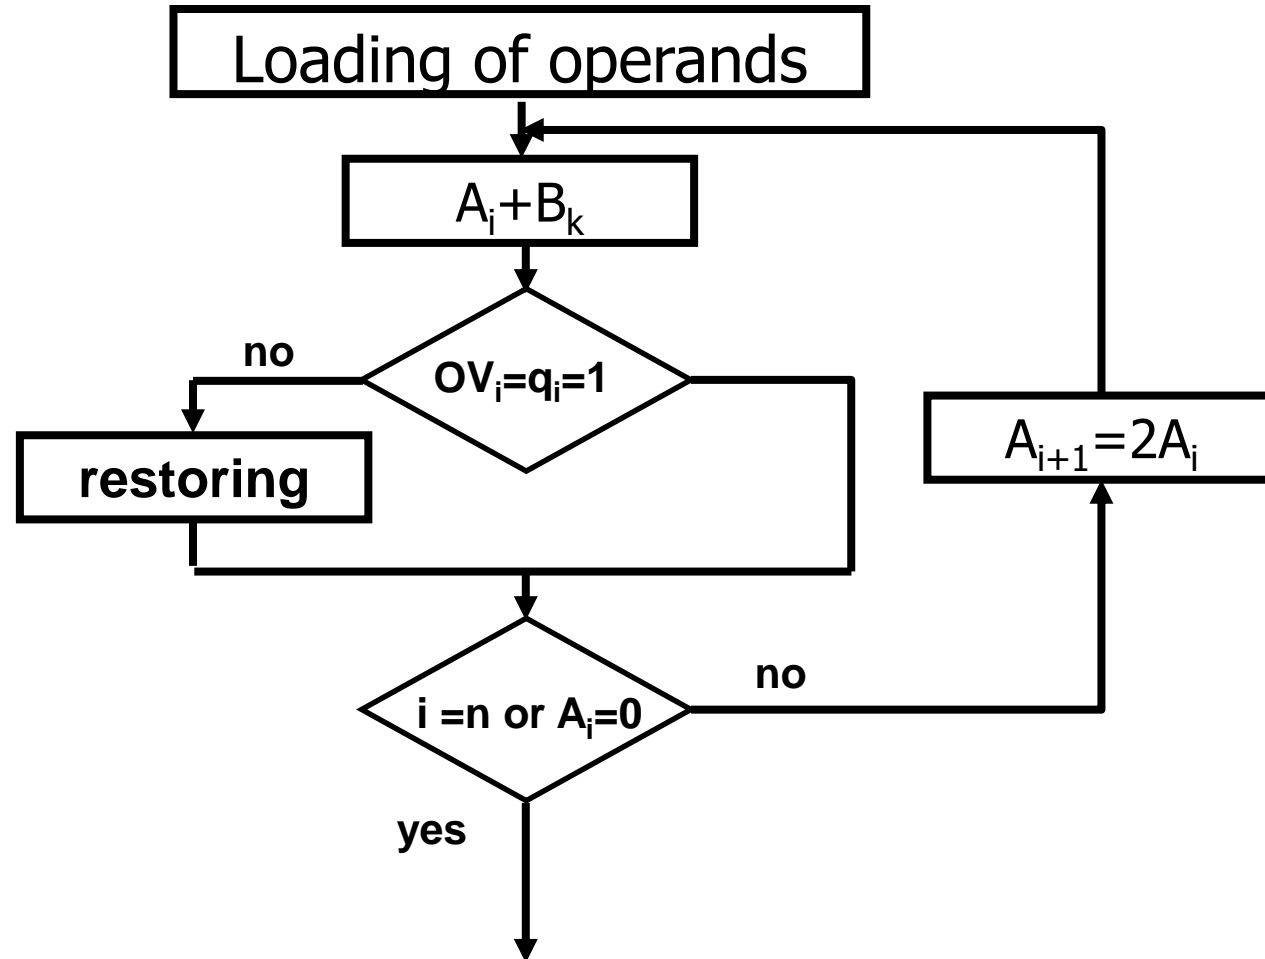 Loading of operands
Aᵢ+Bₖ
no
OVᵢ=qᵢ=1
restoring
Aᵢ₊₁=2Aᵢ
i =n or Aᵢ=0
no
yes